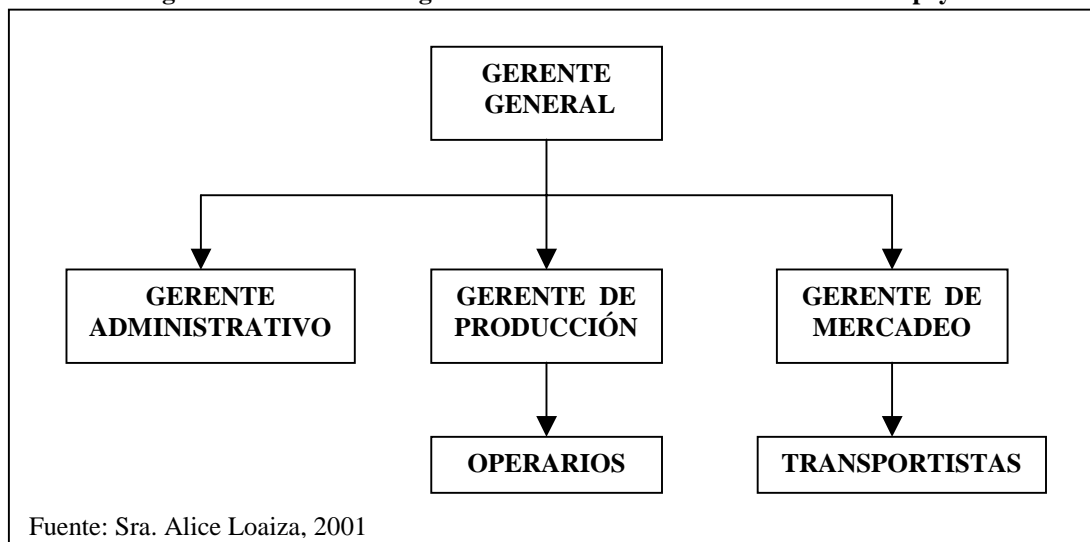 GERENTE
GENERAL
GERENTE
ADMINISTRATIVO
GERENTE DE
PRODUCCIÓN
GERENTE DE
MERCADEO
OPERARIOS
TRANSPORTISTAS
Fuente: Sra. Alice Loaiza, 2001